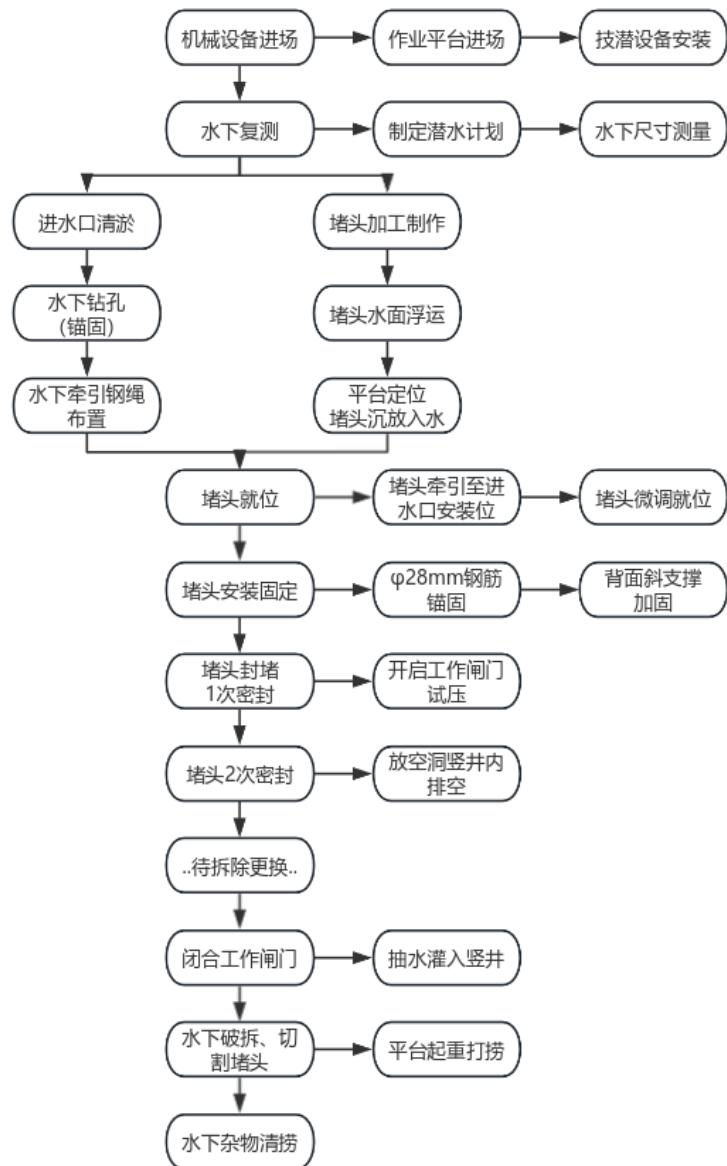 机械设备进场
作业平台进场
技潜设备安装
水下复测
制定潜水计划
水下尺寸测量
进水口清淤
堵头加工制作
水下钻孔
（锚固）
堵头水面浮运
水下牵引钢绳
布置
平台定位
堵头沉放入水
堵头就位
堵头牵引至进
水口安装位
堵头微调就位
堵头安装固定
φ28mm钢筋
锚固
背面斜支撑
加固
堵头封堵
1次密封
开启工作闸门
试压
堵头2次密封
放空洞竖井内
排空
..待拆除更换..
闭合工作闸门
抽水灌入竖井
水下破拆、切
割堵头
平台起重打捞
水下杂物清捞